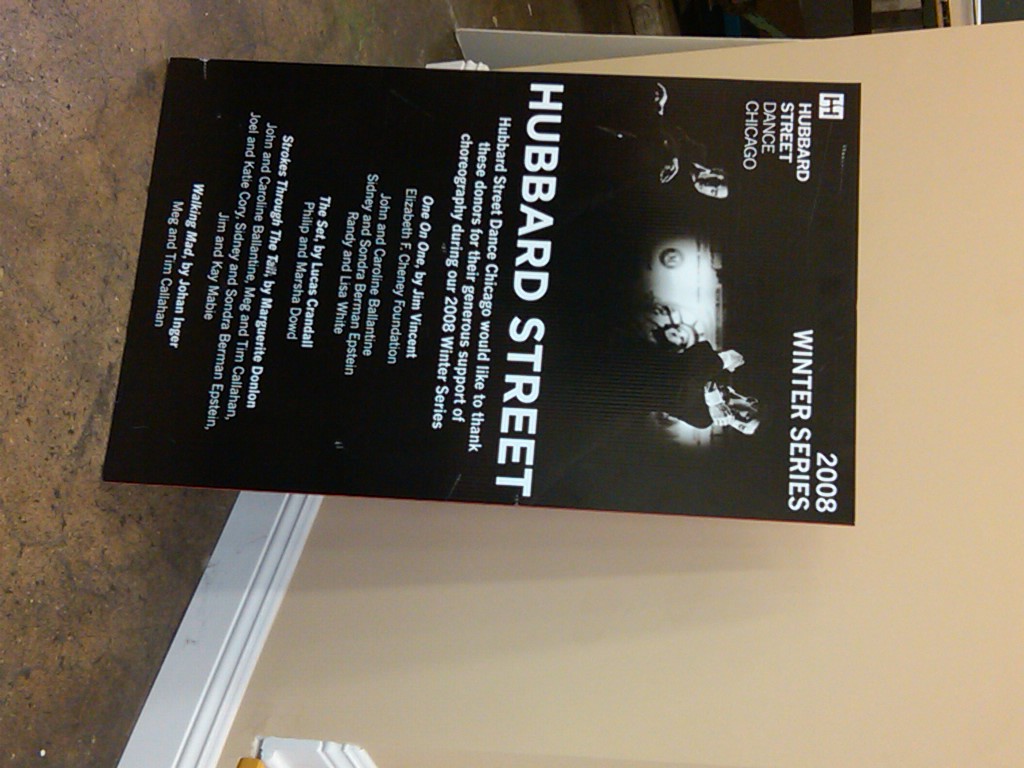 HUBBARD
STREET
DANCE
CHICAGO
2008
WINTER SERIES
HUBBARD STREET
Hubbard Street Dance Chicago would like to thank
these donors for their generous support of
choreography during our 2008 Winter Series
One On One, by Jim Vincent
Elizabeth F. Cheney Foundation
John and Caroline Ballantine
Sidney and Sondra Berman Epstein
Randy and Lisa White
The Set, by Lucas Crandall
Philip and Marsha Dowd
Strokes Through The Tail, by Marguerite Donlon
John and Caroline Ballantine, Meg and Tim Callahan,
Joel and Katie Cory, Sidney and Sondra Berman Epstein,
Jim and Kay Mabie
Walking Mad, by Johan Inger
Meg and Tim Callahan